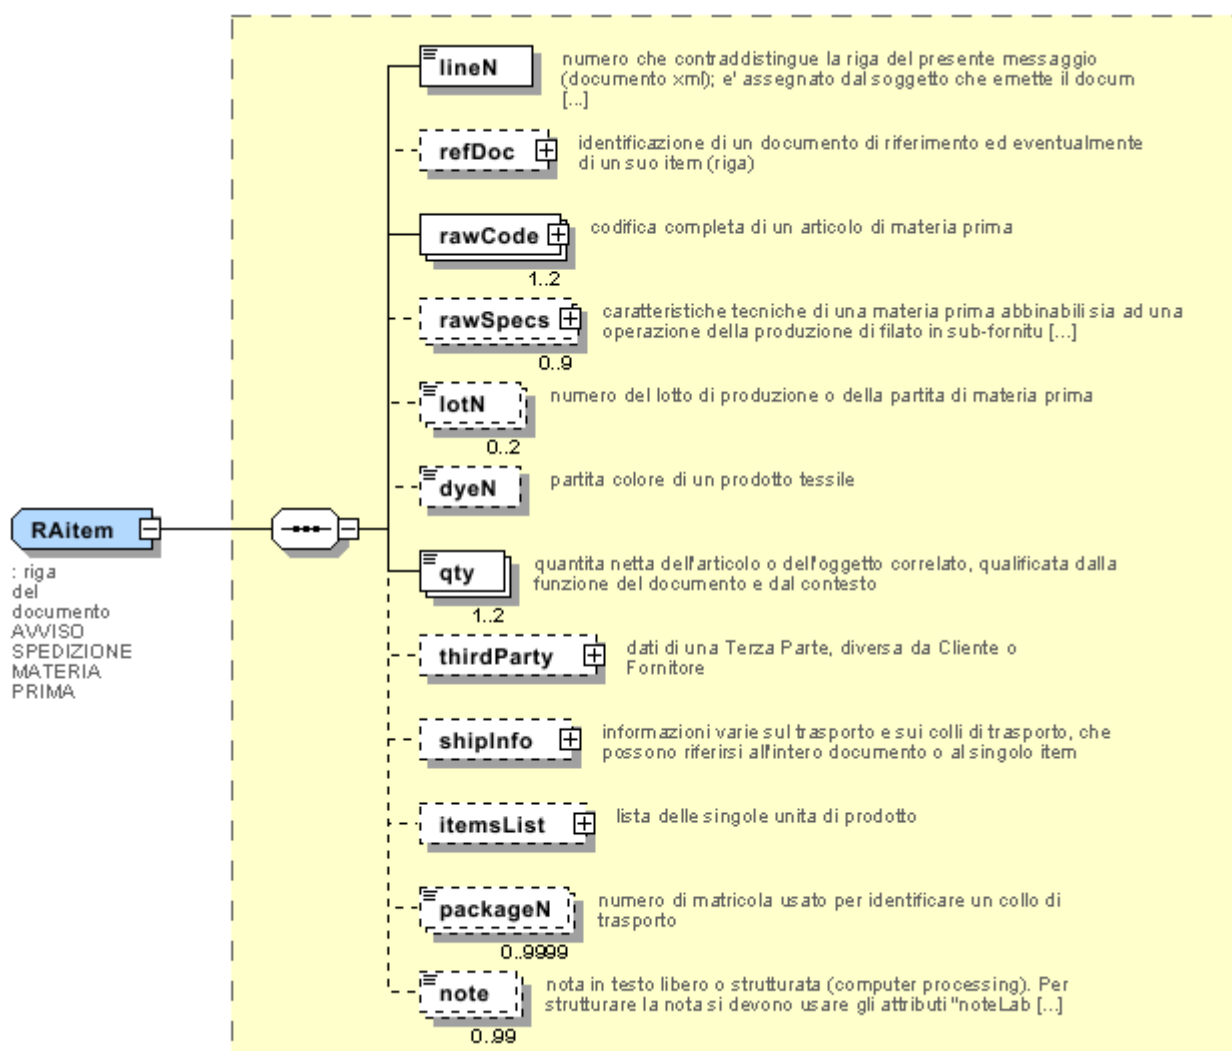 lineN
numero che contraddistingue la riga del presente messaggio
(documento xml); e' assegnato dal soggetto che emette il docum
[...]
refDoc
identificazione di un documento di riferimento ed eventualmente
di un suo item (riga)
rawCode
codifica completa di un articolo di materia prima
1..2
rawSpecs
caratteristiche tecniche di una materia prima abbinabili sia ad una
operazione della produzione di filato in sub-fornitu [...]
0..9
lotN
numero del lotto di produzione o della partita di materia prima
0..2
dyeN
partita colore di un prodotto tessile
RAitem
: riga
del
documento
AVVISO
SPEDIZIONE
MATERIA
PRIMA
qty
quantita netta dell'articolo o dell'oggetto correlato, qualificata dalla
funzione del documento e dal contesto
1..2
thirdParty
dati di una Terza Parte, diversa da Cliente o
Fornitore
shipInfo
informazioni varie sul trasporto e sui colli di trasporto, che
possono riferirsi all'intero documento o al singolo item
itemsList
lista delle singole unita di prodotto
packageN
numero di matricola usato per identificare un collo di
trasporto
0..9999
note
nota in testo libero o strutturata (computer processing). Per
strutturare la nota si devono usare gli attributi "noteLab [...]
0..99